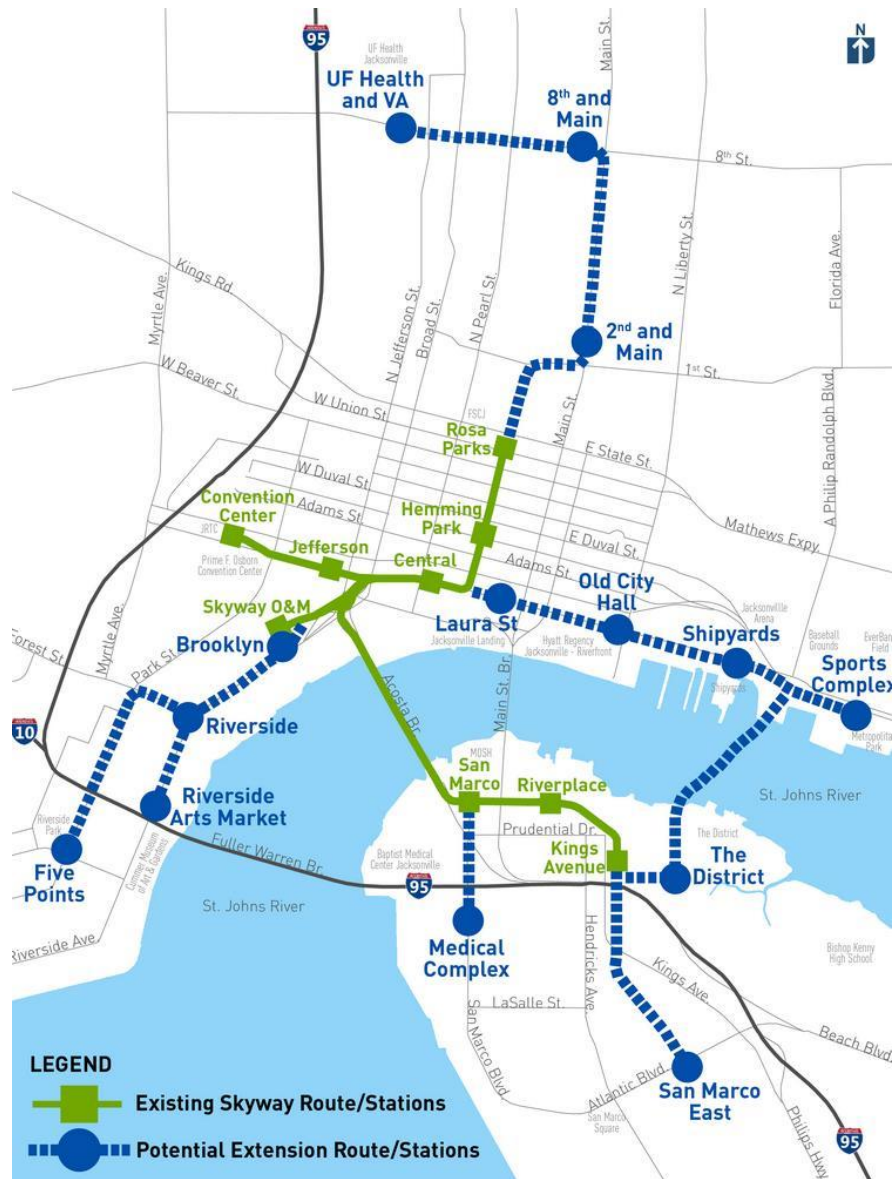 95
UF Health
Jacksonville
Main St.
N
UF Health
and VA
8th and
Main
8th St.
Myrtle Ave.
Kings Rd.
N Jefferson St.
Broad St.
N Pearl St.
N Liberty St.
Florida Ave.
2nd and
Main
1st St.
W Beaver St.
W Union St.
FSCJ
Main St.
A Philip Randolph Blvd.
Rosa
Parks
E State St.
W Duval St.
Convention
Center
Adams St.
Hemming
Park
Mathews Expy.
JRTC
Jefferson
Central
E Duval St.
Adams St.
Prime F. Osborn
Convention Center
Old City
Hall
Skyway O&M
Laura St
Jacksonville Landing
Hyatt Regency
Jacksonville - Riverfront
Shipyards
Jacksonvillle
Arena
Baseball
Grounds
EverBan
Field
Forest St.
Myrtle Ave.
Park St.
Brooklyn
Shipyards
Sports
Complex
Metropolita
Park
10
Riverside
Acosta Br.
Main St. Br.
MOSH
San
Marco
Riverplace
St. Johns River
Riverside
Park
Riverside
Arts Market
Prudential Dr.
Kings
Avenue
The District
Five
Points
Cummer Museum
of Art & Gardens
Fuller Warren Br.
Baptist Medical
Center Jacksonville
95
The
District
St. Johns River
Riverside Ave.
Medical
Complex
Hendricks Ave.
Bishop Kenny
High School
Kings Ave.
LaSalle St.
San Marco Blvd.
Beach Blvd.
Atlantic Blvd.
San Marco
East
San Marco
Square
Philips Hwy
95
LEGEND
Existing Skyway Route/Stations
Potential Extension Route/Stations